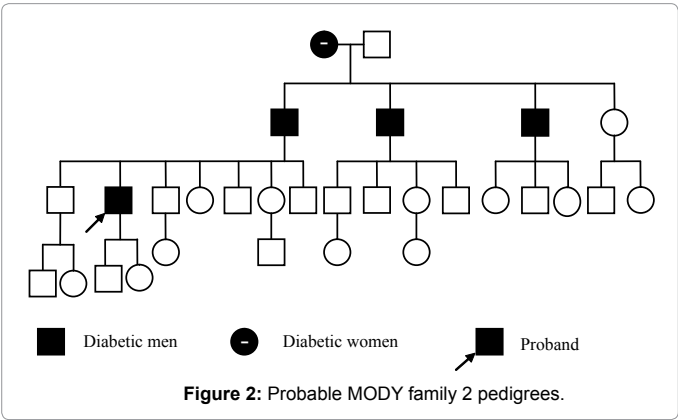 Diabetic men
Diabetic women
Proband
Figure 2: Probable MODY family 2 pedigrees.